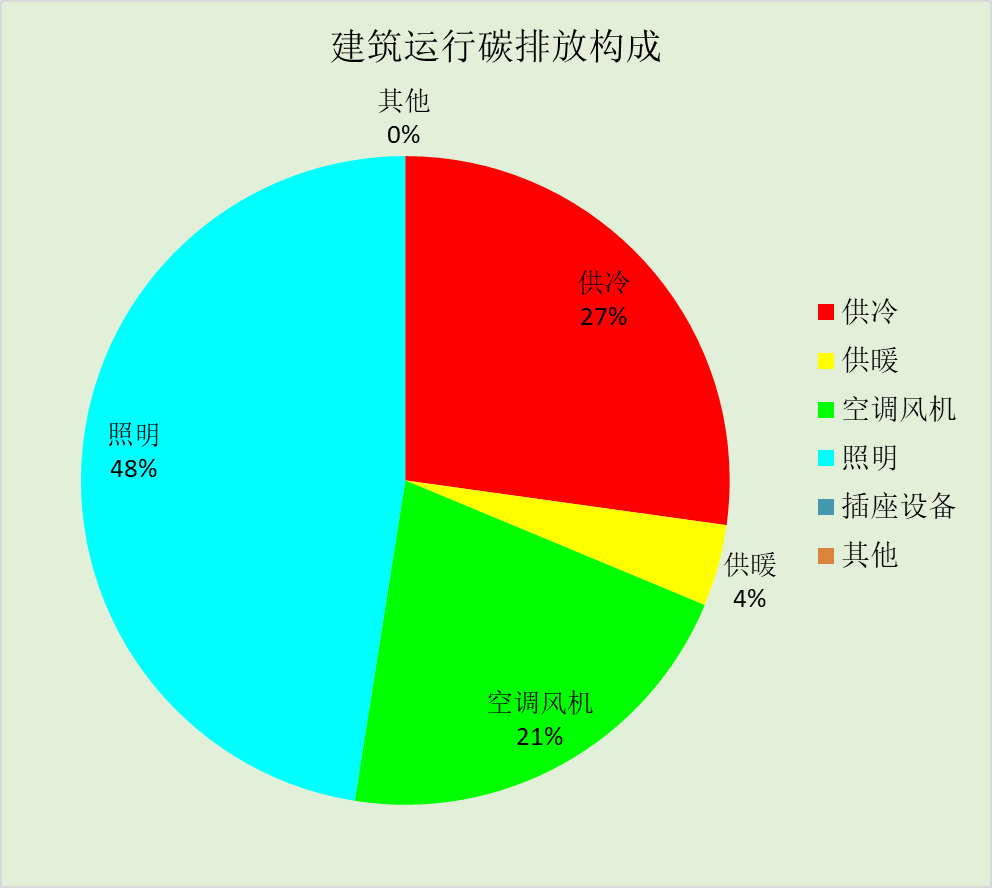 建筑运行碳排放构成
其他
0%
供冷
27%
照明
48%
供暖
4%
空调风机
21%
供冷
供暖
空调风机
照明
插座设备
其他